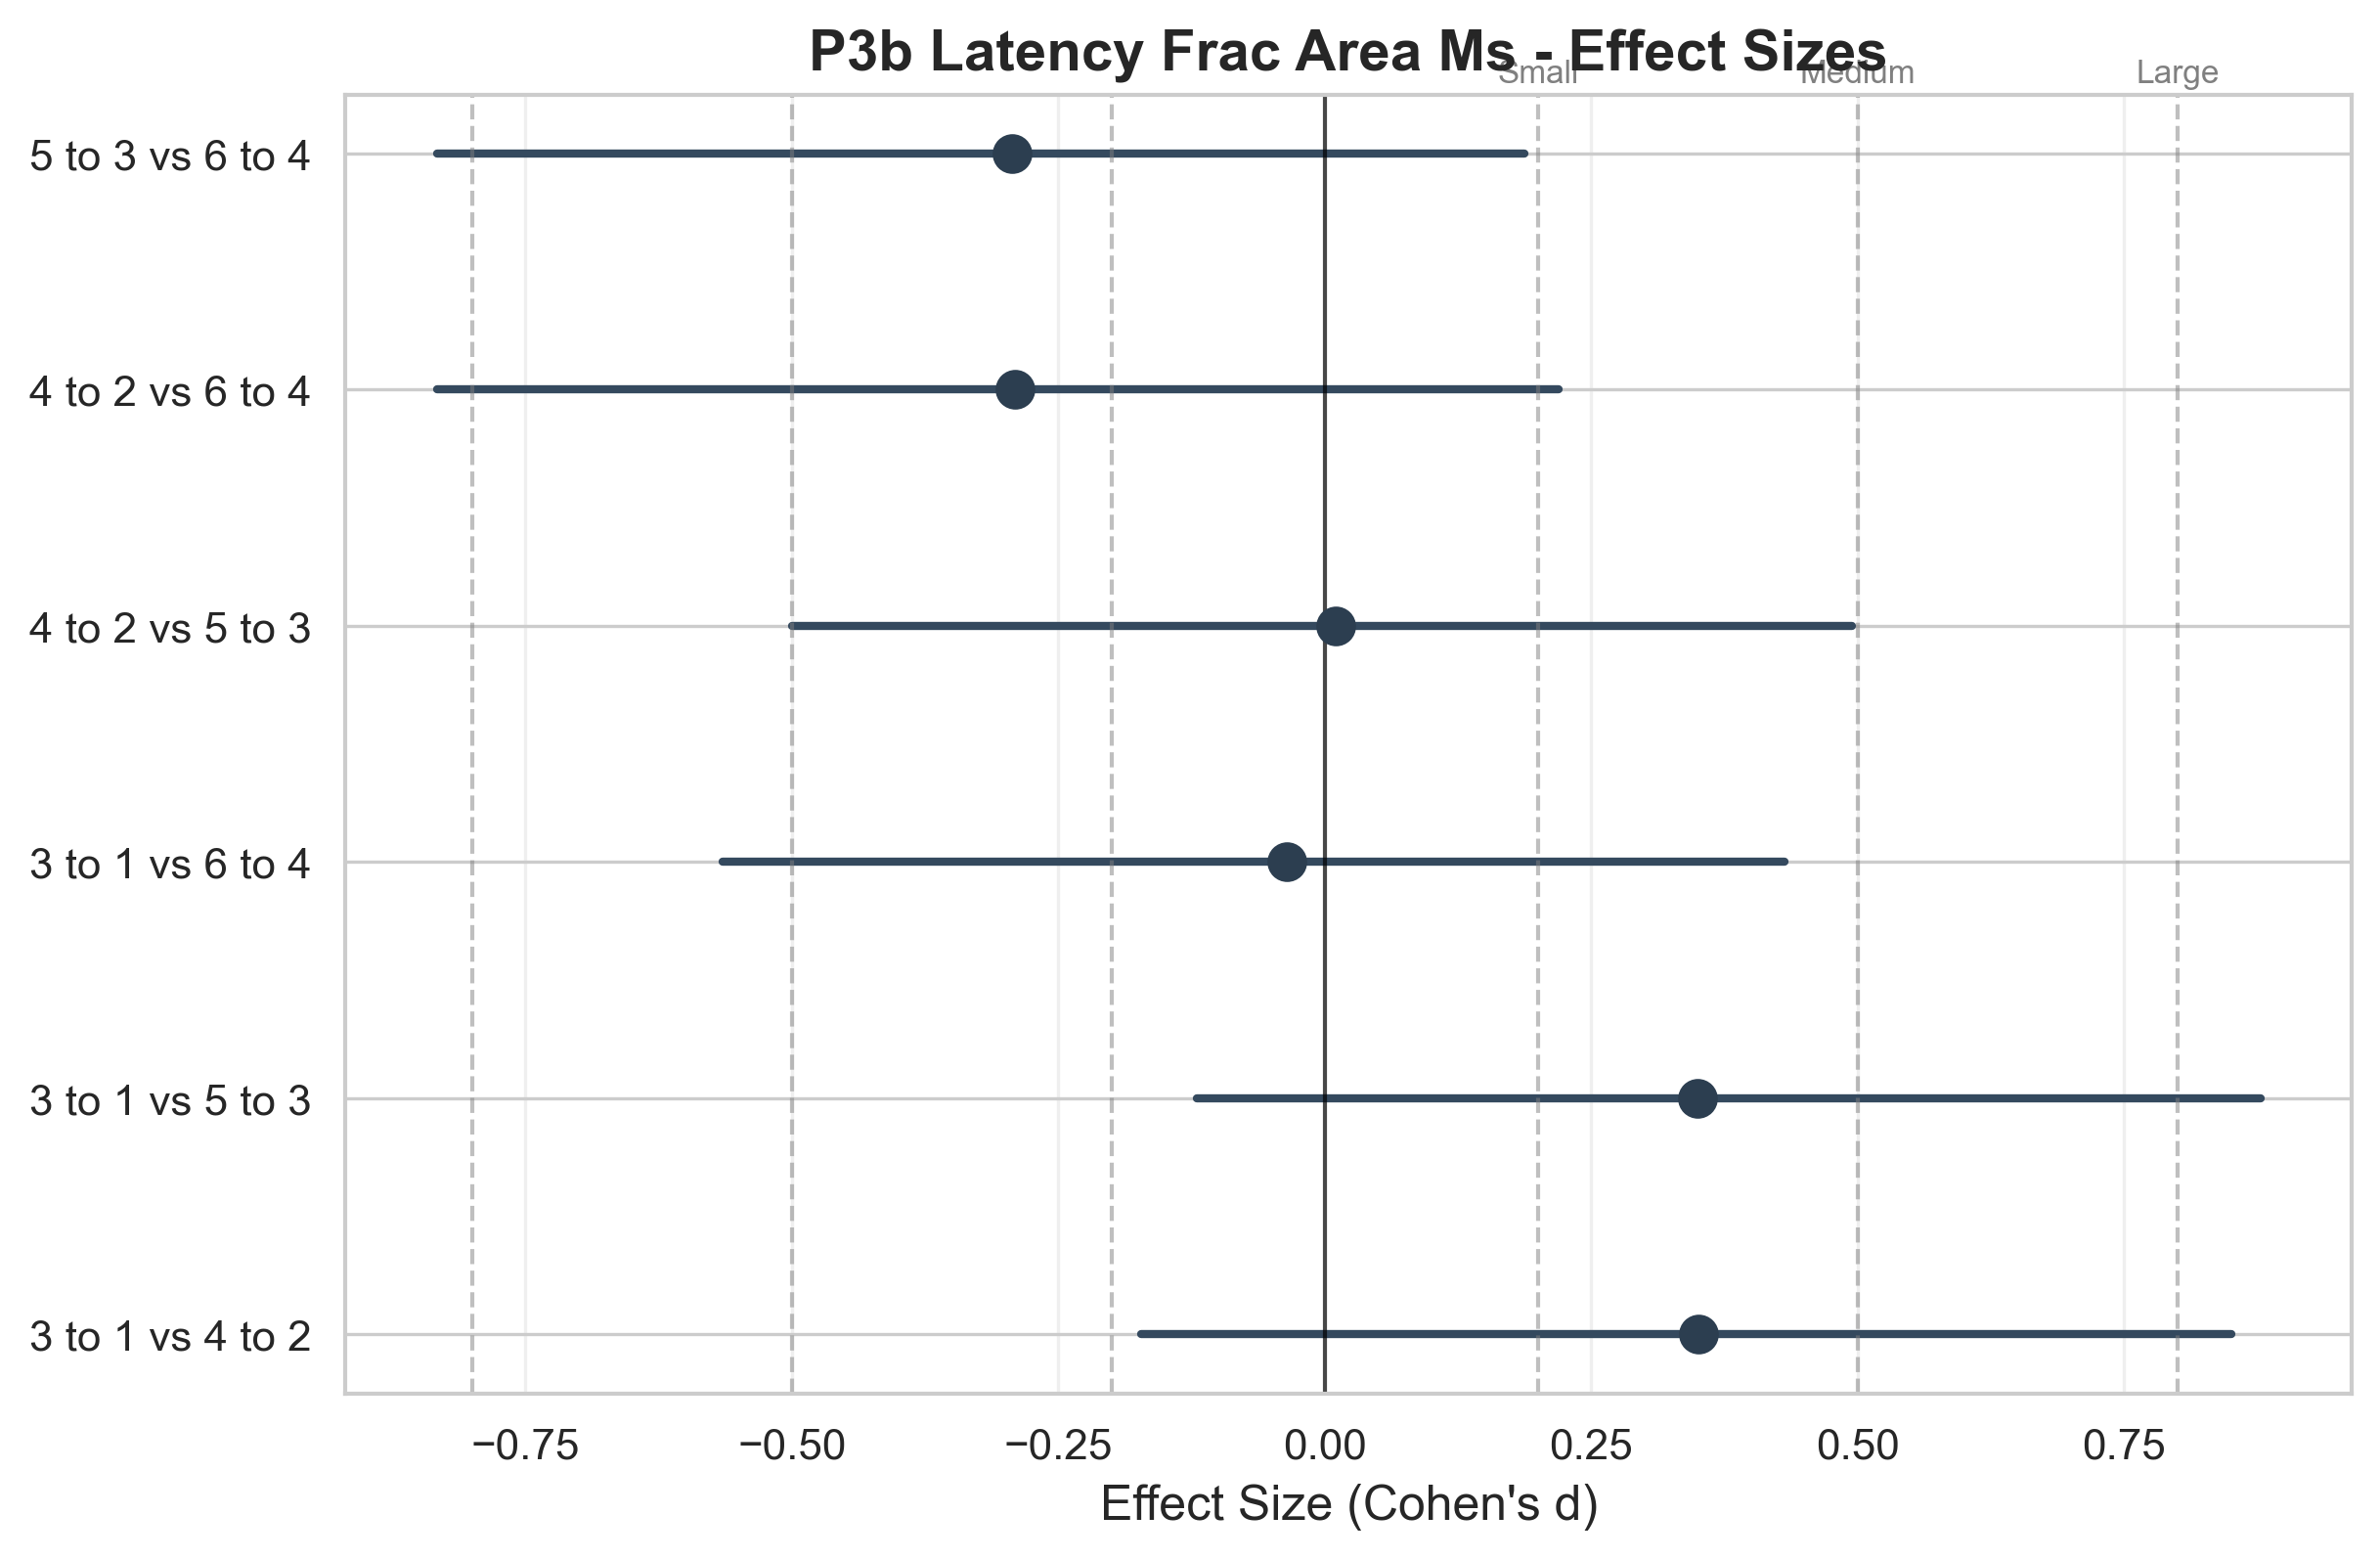 P3b Latency Frac Area Ms - Effect Sizes
Small Medium Large
5 to 3 vs 6 to 4
4 to 2 vs 6 to 4
4 to 2 vs 5 to 3
3 to 1 vs 6 to 4
3 to 1 vs 5 to 3
3 to 1 vs 4 to 2
−0.75 −0.50 −0.25 0.00 0.25 0.50 0.75
Effect Size (Cohen's d)